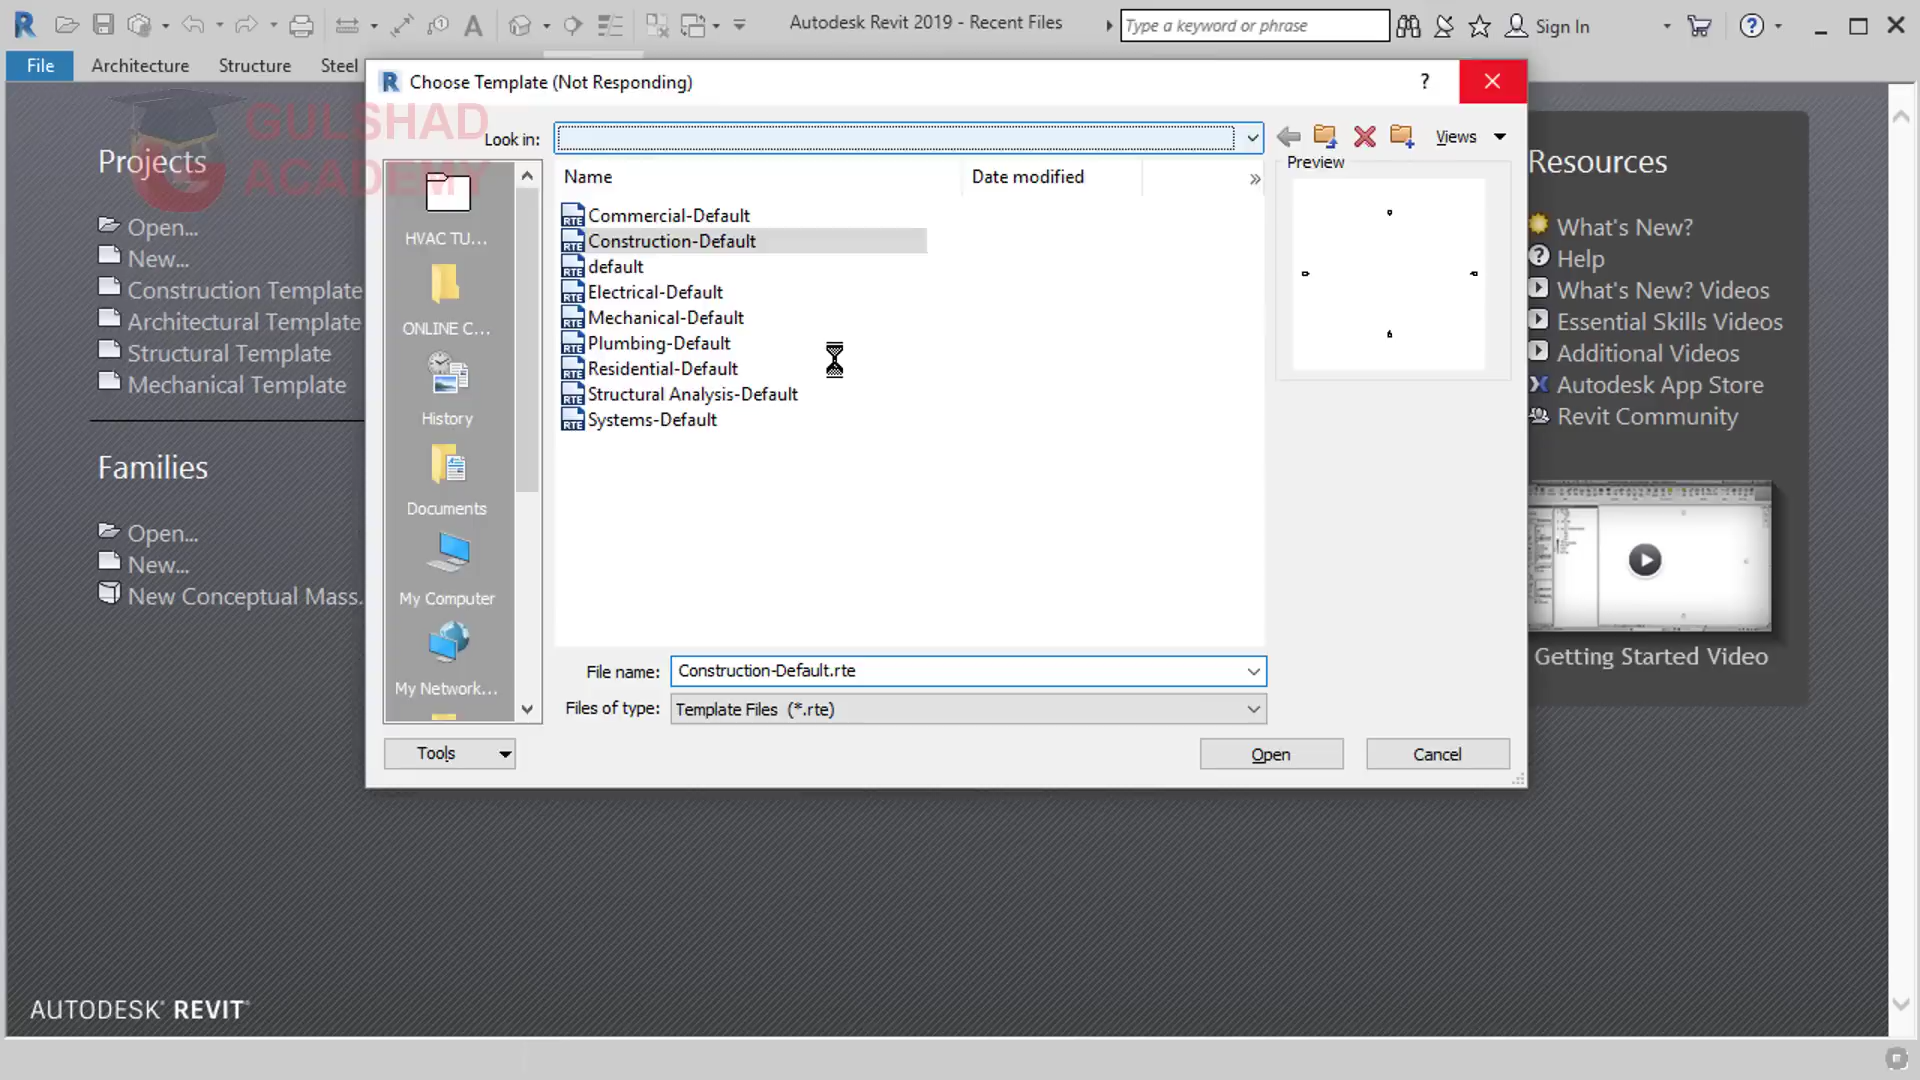 Autodesk Revit 2019 - Recent Files
Type a keyword or phrase
Sign In
File
Architecture
Structure
Steel
Choose Template (Not Responding)
GULSHAD
ACADEMY
Look in:
Views
Projects
Open...
New...
Construction Template
Architectural Template
Structural Template
Mechanical Template
Families
Open...
New...
New Conceptual Mass.
HVAC TU...
ONLINE C...
History
Documents
My Computer
My Network...
Name
Date modified
»
Commercial-Default
Construction-Default
default
Electrical-Default
Mechanical-Default
Plumbing-Default
Residential-Default
Structural Analysis-Default
Systems-Default
Preview
File name:
Construction-Default.rte
Files of type:
Template Files (*.rte)
Tools
Open
Cancel
Resources
What's New?
Help
What's New? Videos
Essential Skills Videos
Additional Videos
Autodesk App Store
Revit Community
Getting Started Video
AUTODESK® REVIT®